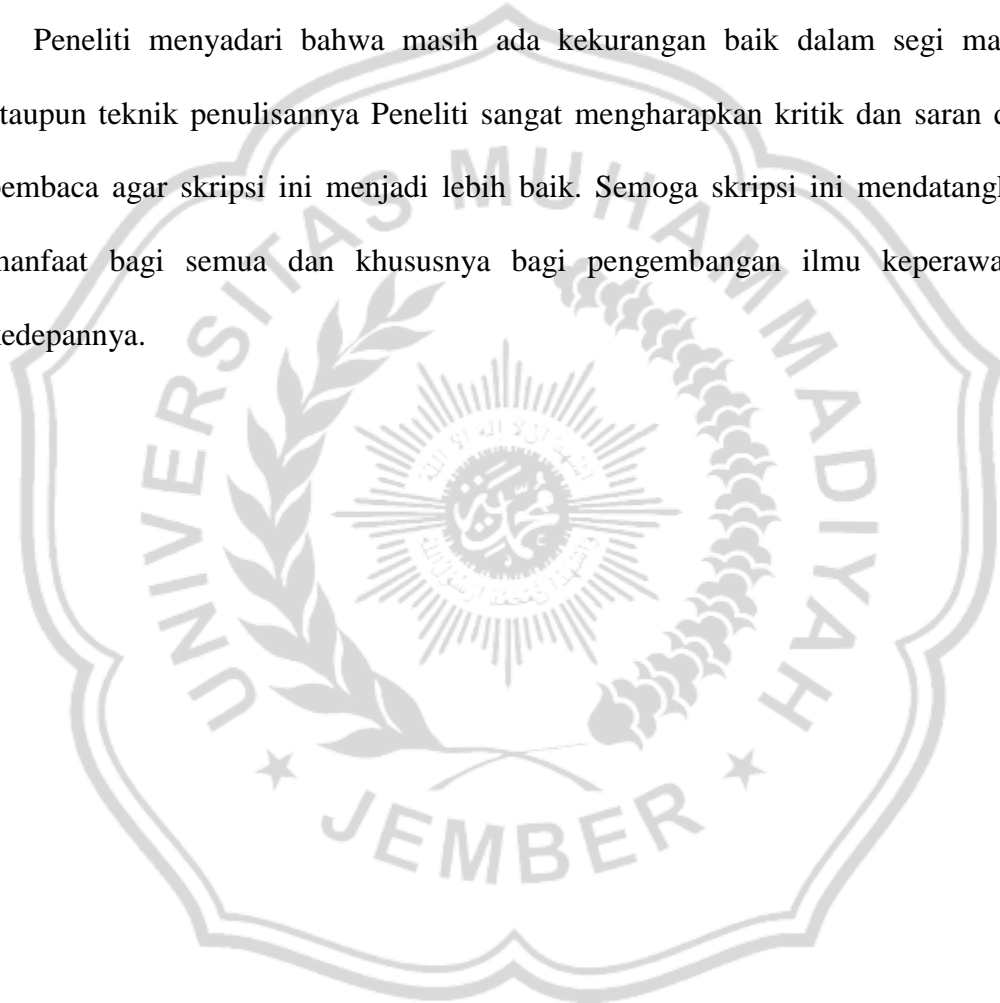 Peneliti menyadari bahwa masih ada kekurangan baik dalam segi
taupun teknik penulisannya Peneliti sangat mengharapkan kritik dan saran
pembaca agar skripsi ini menjadi lebih baik. Semoga skripsi ini
manfaat bagi semua dan khususnya bagi pengembangan ilmu
kedepannya.
UNIVERSITAS MUHAMMADIYAH
JEMBER